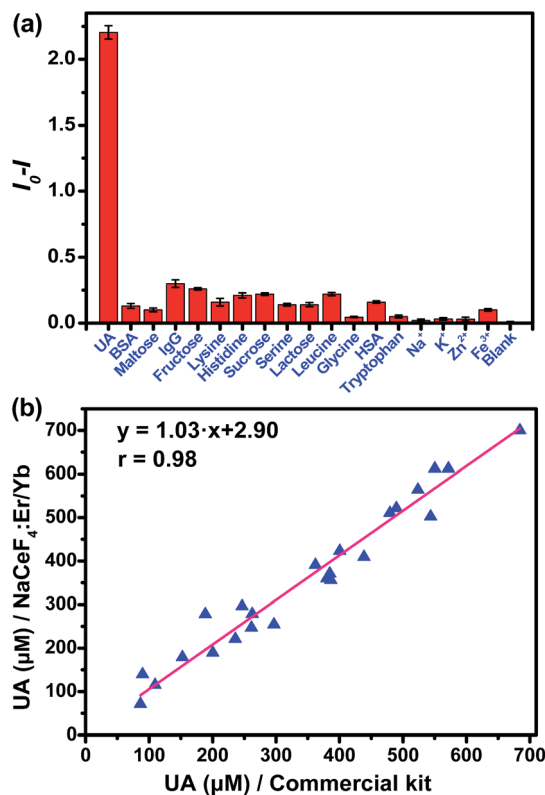 (a)
2.0
1.5
1.0
0.5
0.0
I₀-I
UA
BSA
Maltose
IgG
Fructose
Lysine
Histidine
Sucrose
Serine
Lactose
Leucine
Glycine
HSA
Tryptophan
Na⁺
K⁺
Zn²⁺
Fe³⁺
Blank
(b)
y = 1.03·x+2.90
r = 0.98
700
600
500
400
300
200
100
0
UA (µM) / NaCeF₄:Er/Yb
0 100 200 300 400 500 600 700
UA (µM) / Commercial kit